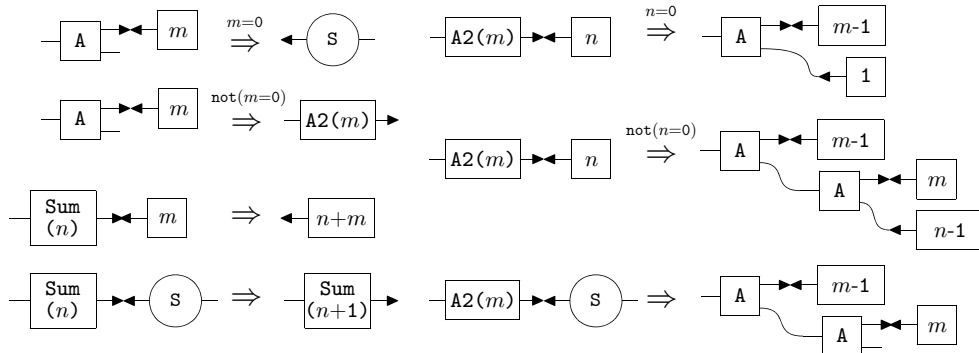 A m m=0 ⇒ S
A m not(m=0) ⇒ A2(m)
Sum (n) m ⇒ n+m
Sum (n) S ⇒ Sum (n+1)
A2(m) n n=0 ⇒ A m-1 1
A2(m) n not(n=0) ⇒ A m-1 A m n-1
A2(m) S ⇒ A m-1 A m